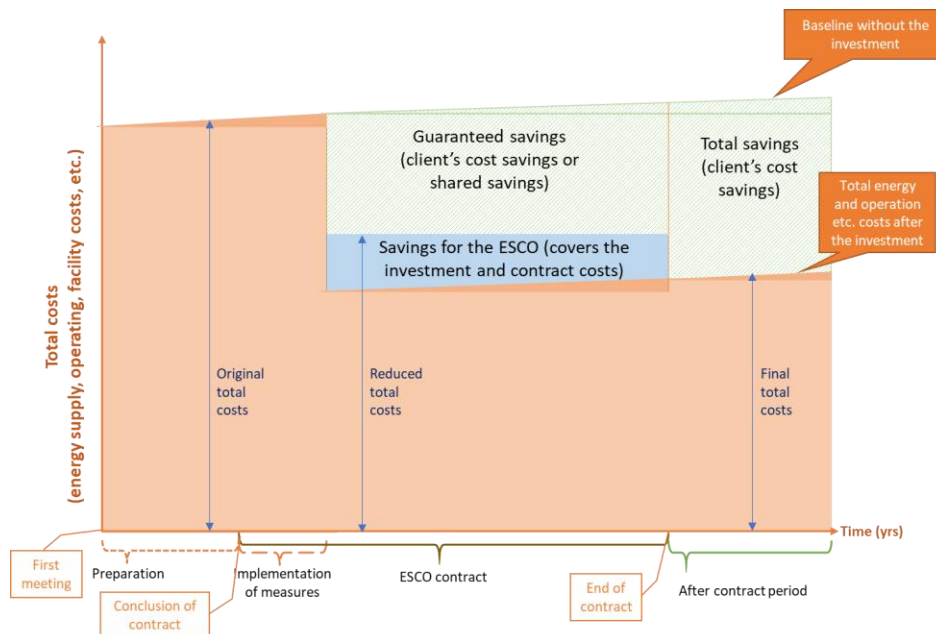 Baseline without the
investment
Guaranteed savings
(client's cost savings or
shared savings)
Total savings
(client's cost
savings)
Total energy
and operation
etc. costs after
the investment
Savings for the ESCO (covers the
investment and contract costs)
Total costs
(energy supply, operating, facility costs, etc.)
Original
total
costs
Reduced
total
costs
Final
total
costs
Time (yrs)
First
meeting
Preparation
Conclusion of
contract
Implementation
of measures
ESCO contract
End of
contract
After contract period